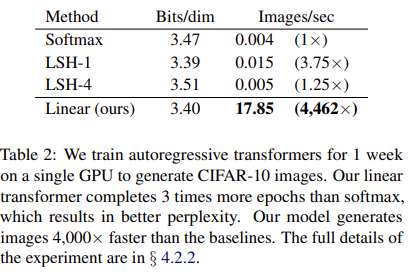 Method Bits/dim Images/sec
Softmax 3.47 0.004 (1×)
LSH-1 3.39 0.015 (3.75×)
LSH-4 3.51 0.005 (1.25×)
Linear (ours) 3.40 17.85 (4,462×)
Table 2: We train autoregressive transformers for 1 week
on a single GPU to generate CIFAR-10 images. Our linear
transformer completes 3 times more epochs than softmax,
which results in better perplexity. Our model generates
images 4,000× faster than the baselines. The full details of
the experiment are in § 4.2.2.